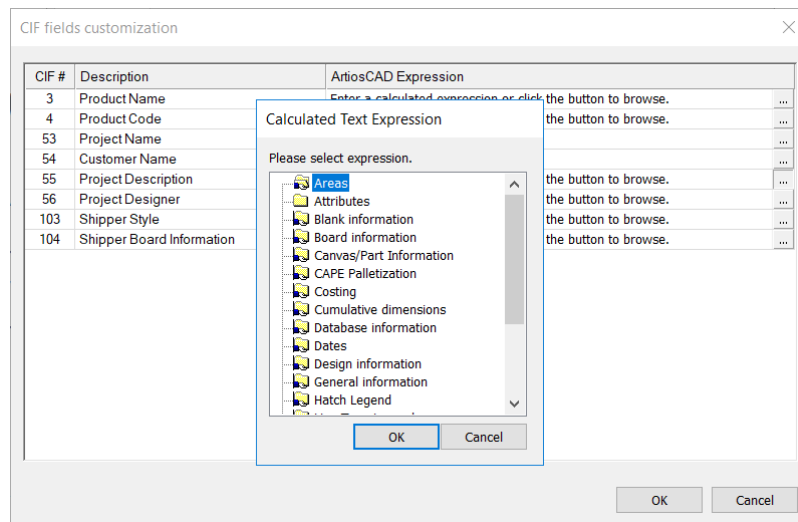 CIF fields customization
CIF # Description ArtiosCAD Expression
3 Product Name Enter a calculated expression or click the button to browse. ...
4 Product Code the button to browse. ...
53 Project Name ...
54 Customer Name ...
55 Project Description the button to browse. ...
56 Project Designer the button to browse. ...
103 Shipper Style the button to browse. ...
104 Shipper Board Information the button to browse. ...
Calculated Text Expression
Please select expression.
Areas
Attributes
Blank information
Board information
Canvas/Part Information
CAPE Palletization
Costing
Cumulative dimensions
Database information
Dates
Design information
General information
Hatch Legend
OK Cancel
OK Cancel